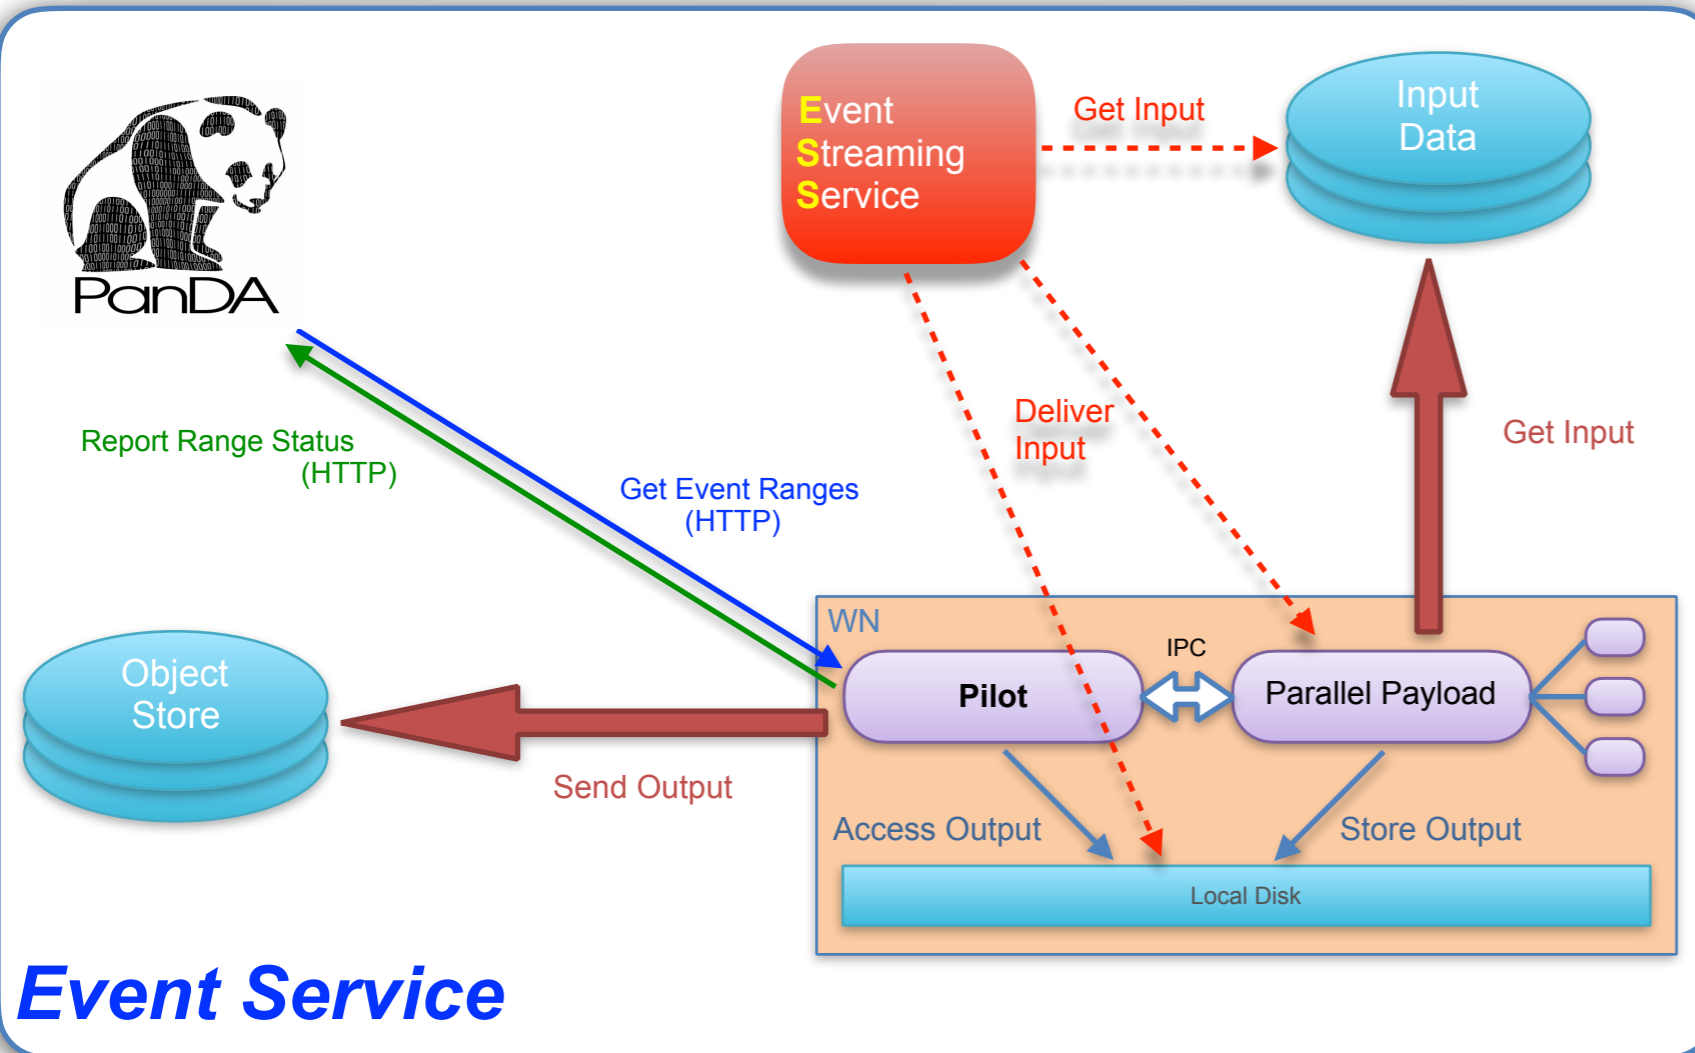 Event
Streaming
Service
Get Input
Input
Data
PanDA
Deliver
Input
Get Input
Report Range Status
(HTTP)
Get Event Ranges
(HTTP)
WN
IPC
Pilot
Parallel Payload
Object
Store
Send Output
Access Output
Store Output
Local Disk
Event Service